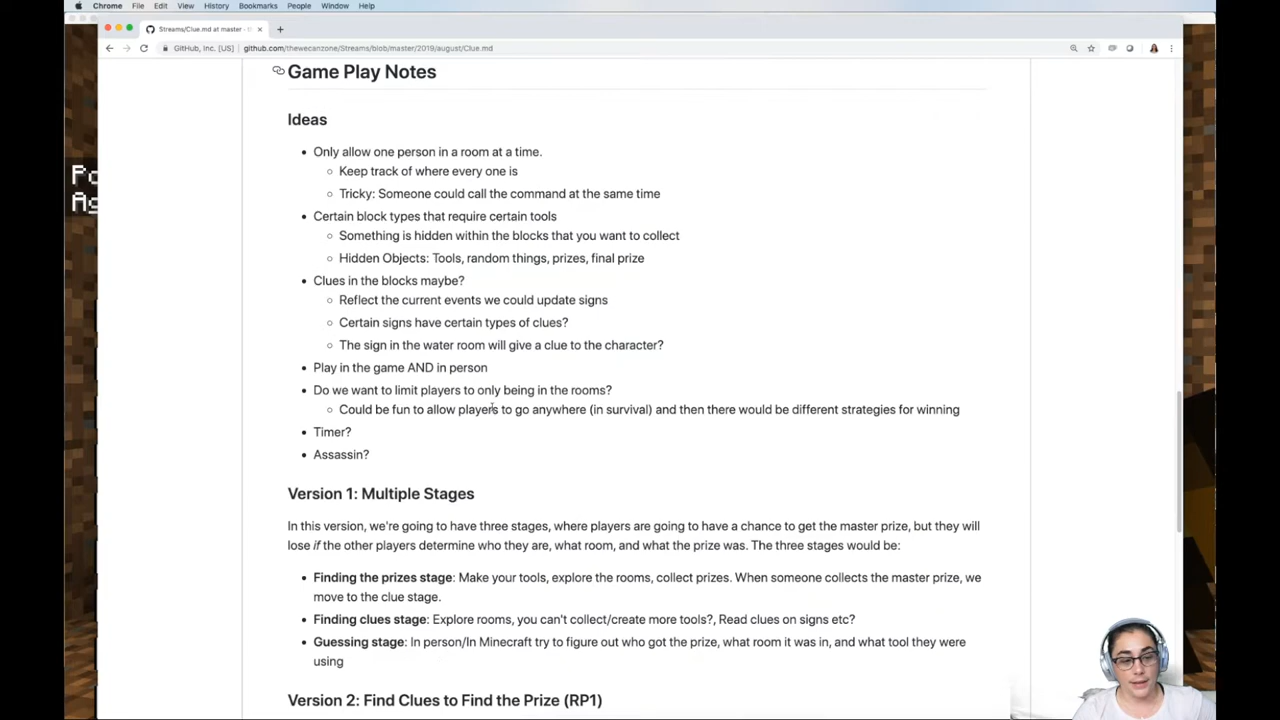 Chrome File Edit View History Bookmarks People Window Help
Streams/Clue.md at master · t
GitHub, Inc. [US] github.com/thewecanzone/Streams/blob/master/2019/august/Clue.md
Game Play Notes
Ideas
Only allow one person in a room at a time.
Keep track of where every one is
Tricky: Someone could call the command at the same time
Certain block types that require certain tools
Something is hidden within the blocks that you want to collect
Hidden Objects: Tools, random things, prizes, final prize
Clues in the blocks maybe?
Reflect the current events we could update signs
Certain signs have certain types of clues?
The sign in the water room will give a clue to the character?
Play in the game AND in person
Do we want to limit players to only being in the rooms?
Could be fun to allow players to go anywhere (in survival) and then there would be different strategies for winning
Timer?
Assassin?
Version 1: Multiple Stages
In this version, we're going to have three stages, where players are going to have a chance to get the master prize, but they will
lose if the other players determine who they are, what room, and what the prize was. The three stages would be:
Finding the prizes stage: Make your tools, explore the rooms, collect prizes. When someone collects the master prize, we
move to the clue stage.
Finding clues stage: Explore rooms, you can't collect/create more tools?, Read clues on signs etc?
Guessing stage: In person/In Minecraft try to figure out who got the prize, what room it was in, and what tool they were
using
Version 2: Find Clues to Find the Prize (RP1)
Po
Ag